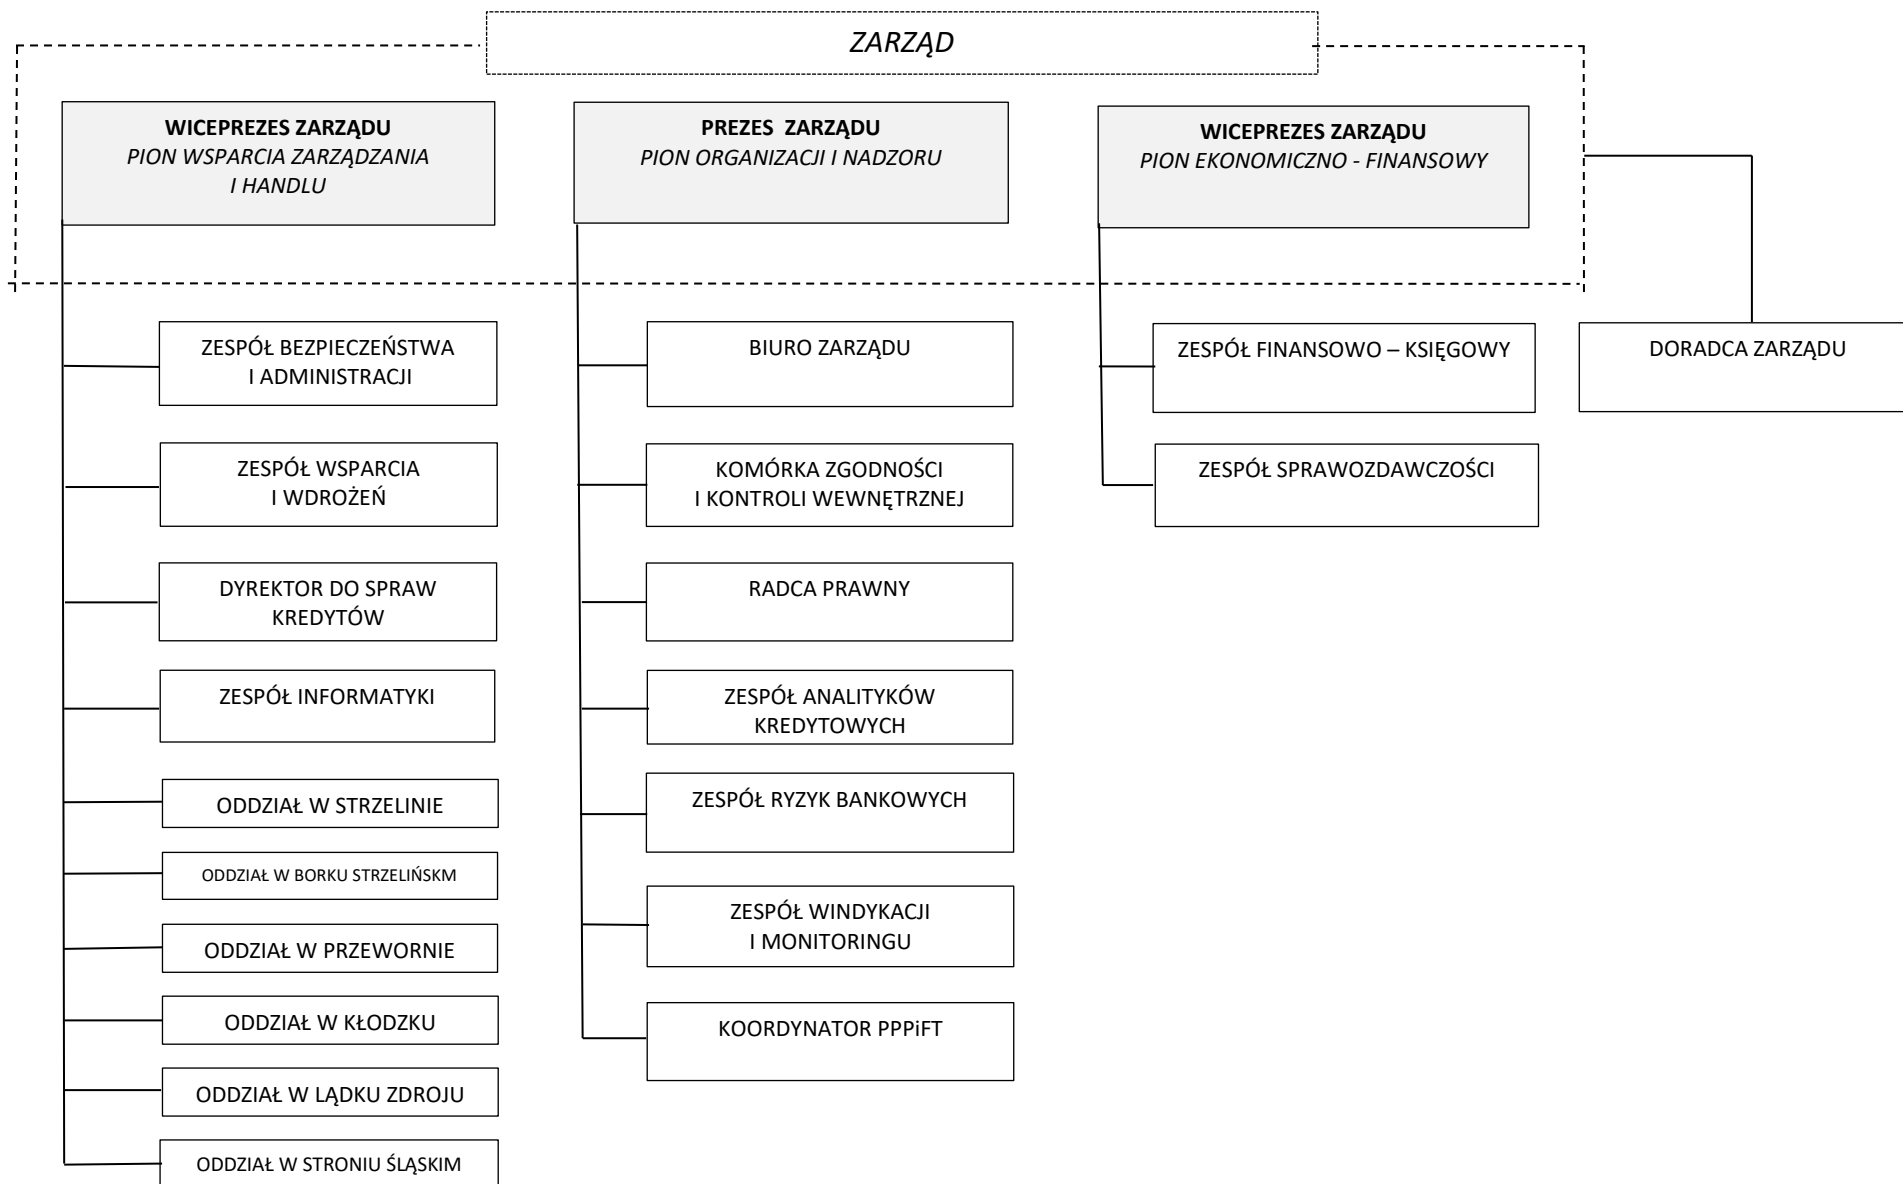 ZARZĄD
WICEPREZES ZARZĄDU
PION WSPARCIA ZARZĄDZANIA
I HANDLU
PREZES ZARZĄDU
PION ORGANIZACJI I NADZORU
WICEPREZES ZARZĄDU
PION EKONOMICZNO - FINANSOWY
ZESPÓŁ BEZPIECZEŃSTWA
I ADMINISTRACJI
ZESPÓŁ WSPARCIA
I WDROŻEŃ
DYREKTOR DO SPRAW
KREDYTÓW
ZESPÓŁ INFORMATYKI
ODDZIAŁ W STRZELINIE
ODDZIAŁ W BORKU STRZELIŃSKM
ODDZIAŁ W PRZEWORNIE
ODDZIAŁ W KŁODZKU
ODDZIAŁ W LĄDKU ZDROJU
ODDZIAŁ W STRONIU ŚLĄSKIM
BIURO ZARZĄDU
KOMÓRKA ZGODNOŚCI
I KONTROLI WEWNĘTRZNEJ
RADCA PRAWNY
ZESPÓŁ ANALITYKÓW
KREDYTOWYCH
ZESPÓŁ RYZYK BANKOWYCH
ZESPÓŁ WINDYKACJI
I MONITORINGU
KOORDYNATOR PPPiFT
ZESPÓŁ FINANSOWO – KSIĘGOWY
ZESPÓŁ SPRAWOZDAWCZOŚCI
DORADCA ZARZĄDU